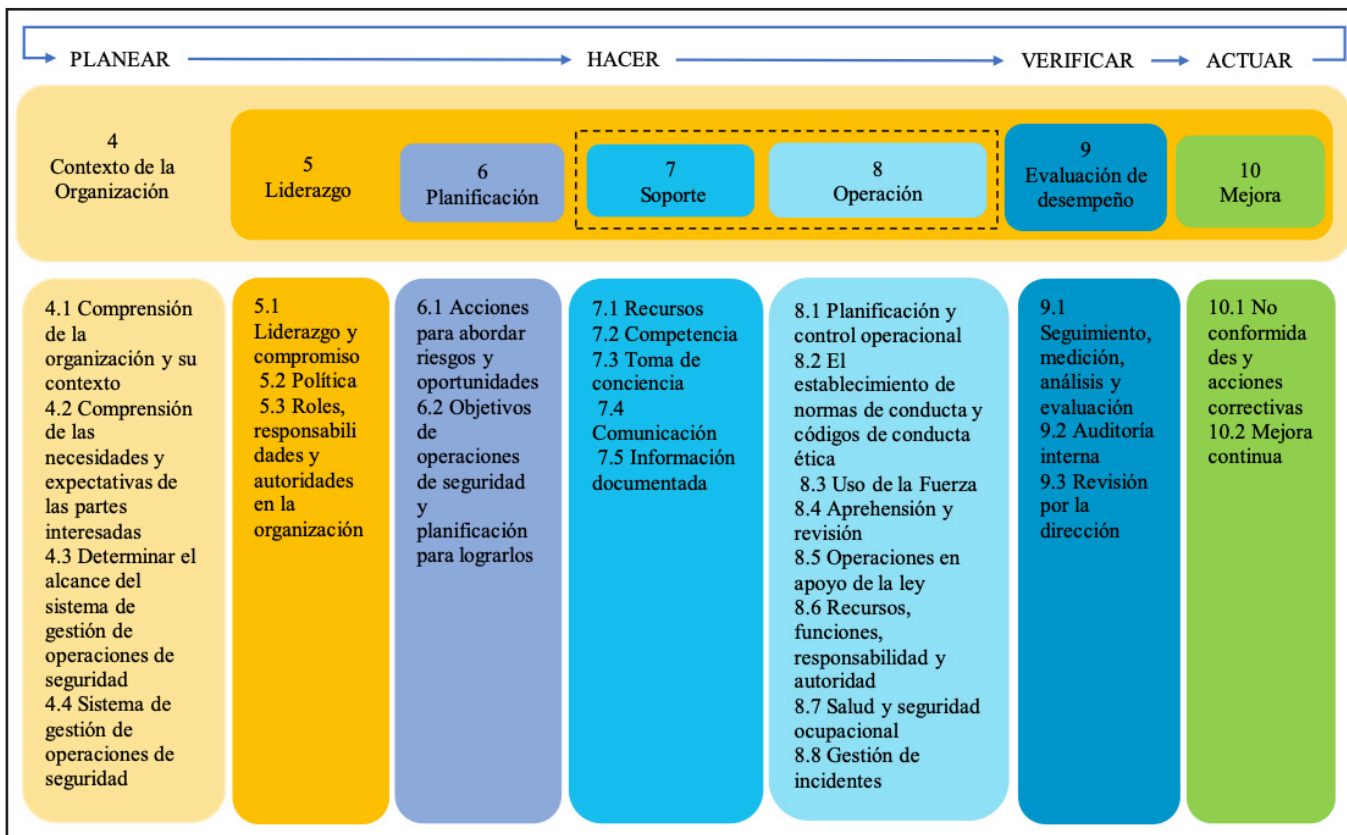 PLANEAR
HACER
VERIFICAR
ACTUAR
4
Contexto de la
Organización
5
Liderazgo
6
Planificación
7
Soporte
8
Operación
9
Evaluación de
desempeño
10
Mejora
4.1 Comprensión
de la
organización y su
contexto
4.2 Comprensión
de las
necesidades y
expectativas de
las partes
interesadas
4.3 Determinar el
alcance del
sistema de
gestión de
operaciones de
seguridad
4.4 Sistema de
gestión de
operaciones de
seguridad
5.1
Liderazgo y
compromiso
5.2 Política
5.3 Roles,
responsabili
dades y
autoridades en
la
organización
6.1 Acciones
para abordar
riesgos y
oportunidades
6.2 Objetivos
de
operaciones
de seguridad
y
planificación
para lograrlos
7.1 Recursos
7.2 Competencia
7.3 Toma de
conciencia
7.4
Comunicación
7.5 Información
documentada
8.1 Planificación y
control operacional
8.2 El
establecimiento de
normas de conducta y
códigos de conducta
ética
8.3 Uso de la Fuerza
8.4 Aprehensión y
revisión
8.5 Operaciones en
apoyo de la ley
8.6 Recursos,
funciones,
responsabilidad y
autoridad
8.7 Salud y seguridad
ocupacional
8.8 Gestión de
incidentes
9.1
Seguimiento,
medición,
análisis y
evaluación
9.2 Auditoría
interna
9.3 Revisión
por la
dirección
10.1 No
conformida
des y
acciones
correctivas
10.2 Mejora
continua